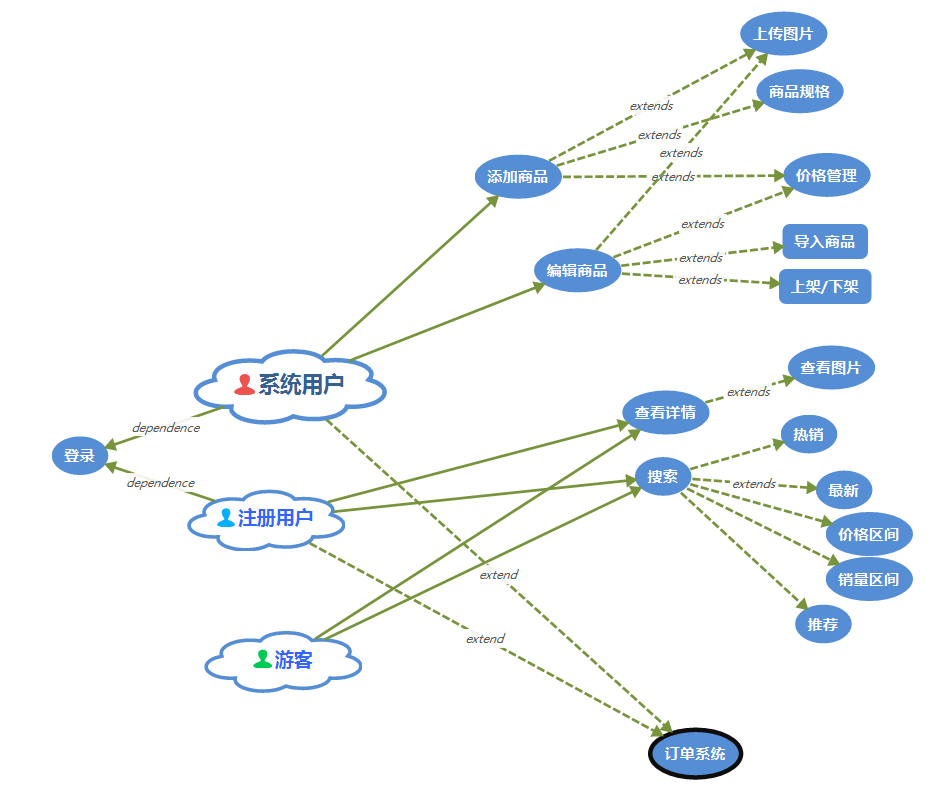 上传图片
商品规格
extends
extends
extends
添加商品
extends
价格管理
extends
导入商品
extends
编辑商品
extends
上架/下架
查看图片
系统用户
extends
查看详情
dependence
热销
登录
搜索
dependence
extends
最新
注册用户
价格区间
extend
销量区间
推荐
extend
游客
订单系统